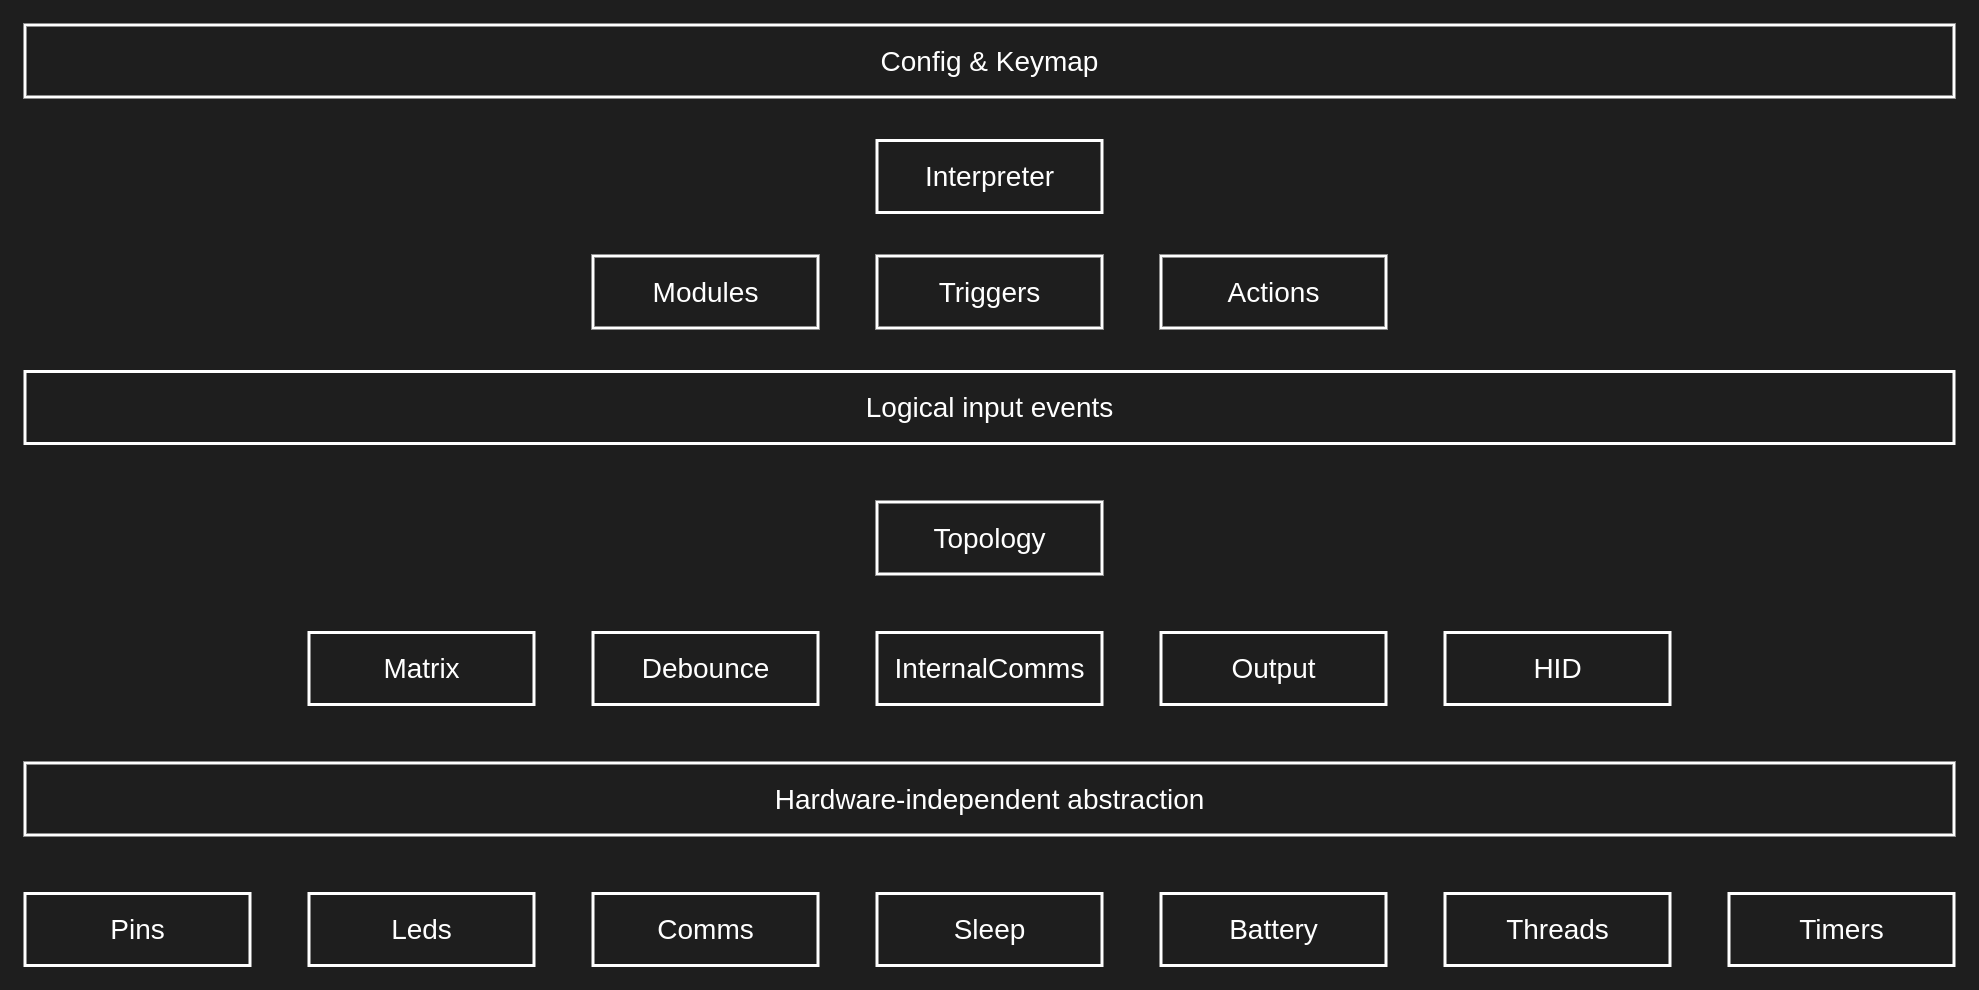 Config & Keymap
Interpreter
Modules
Triggers
Actions
Logical input events
Topology
Matrix
Debounce
InternalComms
Output
HID
Hardware-independent abstraction
Pins
Leds
Comms
Sleep
Battery
Threads
Timers